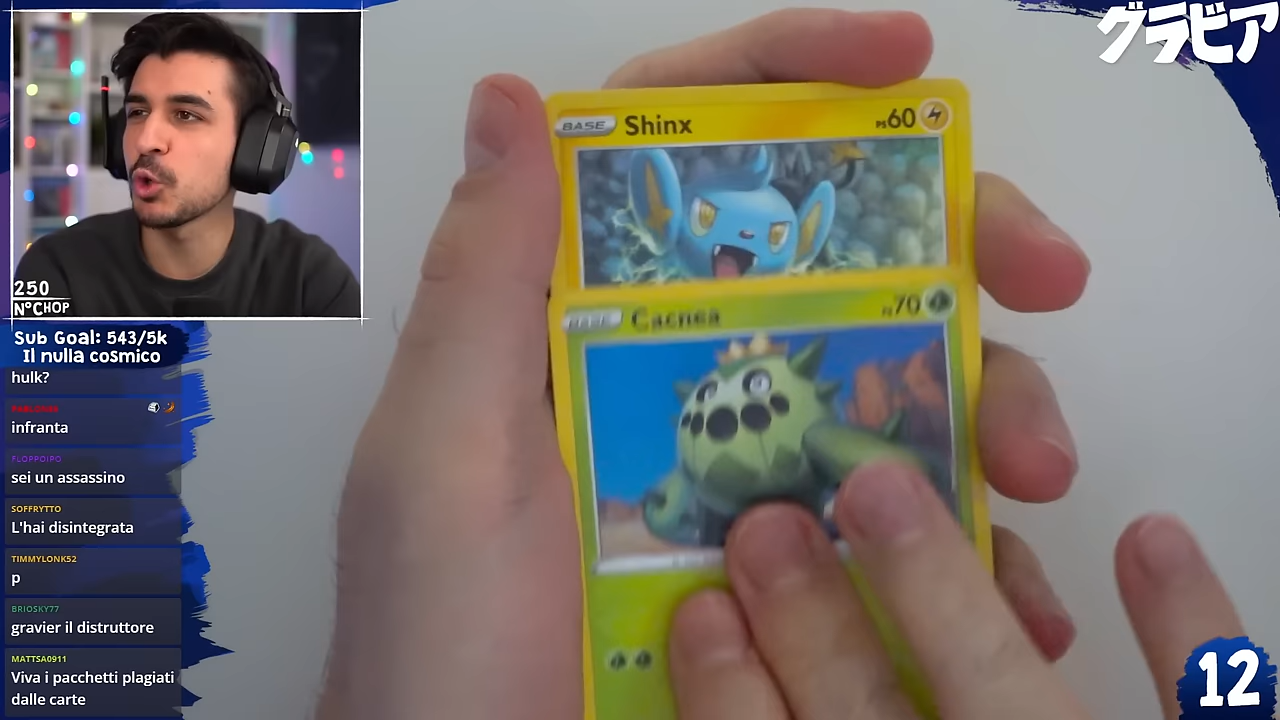 グラビア
250
N°CHOP
Sub Goal: 543/5k
Il nulla cosmico
hulk?
infranta
FLOPPOIPO
sei un assassino
SOFFRYTTO
L'hai disintegrata
TIMMYLONK52
p
BRIOSKY77
gravier il distruttore
MATTSA0911
Viva i pacchetti plagiati
dalle carte
BASE Shinx PS60
BASE Cacnea PS70
12